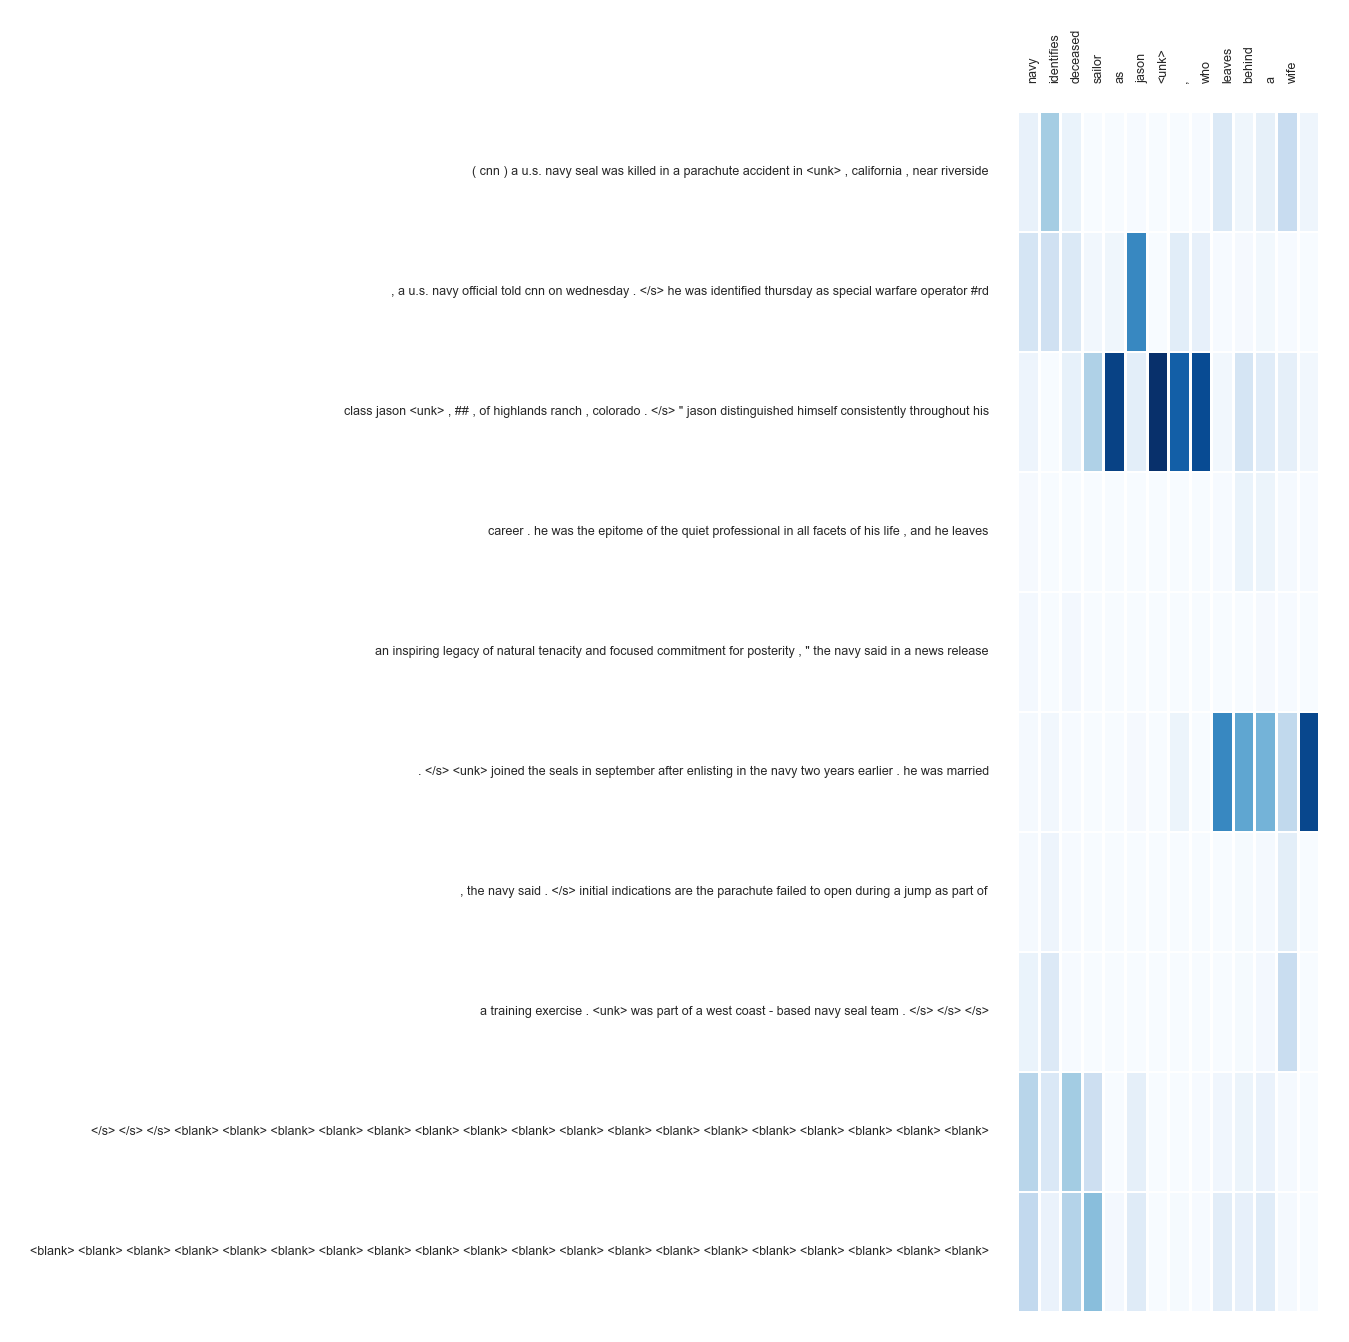 navy
identifies
deceased
sailor
as
jason
<unk>
,
who
leaves
behind
a
wife
( cnn ) a u.s. navy seal was killed in a parachute accident in <unk> , california , near riverside
, a u.s. navy official told cnn on wednesday . </s> he was identified thursday as special warfare operator #rd
class jason <unk> , ## , of highlands ranch , colorado . </s> " jason distinguished himself consistently throughout his
career . he was the epitome of the quiet professional in all facets of his life , and he leaves
an inspiring legacy of natural tenacity and focused commitment for posterity , " the navy said in a news release
. </s> <unk> joined the seals in september after enlisting in the navy two years earlier . he was married
, the navy said . </s> initial indications are the parachute failed to open during a jump as part of
a training exercise . <unk> was part of a west coast - based navy seal team . </s> </s> </s>
</s> </s> </s> <blank> <blank> <blank> <blank> <blank> <blank> <blank> <blank> <blank> <blank> <blank> <blank> <blank> <blank> <blank> <blank> <blank>
<blank> <blank> <blank> <blank> <blank> <blank> <blank> <blank> <blank> <blank> <blank> <blank> <blank> <blank> <blank> <blank> <blank> <blank> <blank> <blank>